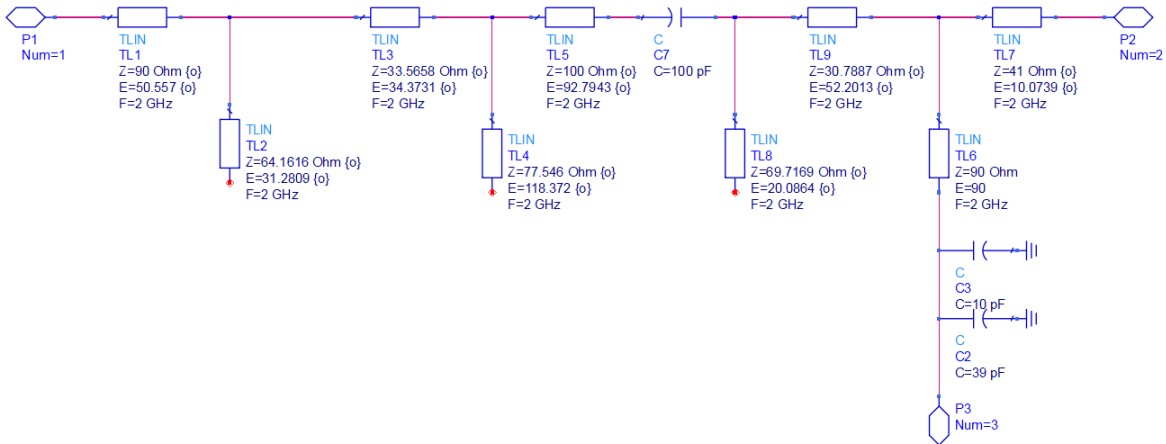 P1
Num=1
TLIN
TL1
Z=90 Ohm {o}
E=50.557 {o}
F=2 GHz
TLIN
TL3
Z=33.5658 Ohm {o}
E=34.3731 {o}
F=2 GHz
TLIN
TL5
Z=100 Ohm {o}
E=92.7943 {o}
F=2 GHz
C
C7
C=100 pF
TLIN
TL9
Z=30.7887 Ohm {o}
E=52.2013 {o}
F=2 GHz
TLIN
TL7
Z=41 Ohm {o}
E=10.0739 {o}
F=2 GHz
P2
Num=2
TLIN
TL2
Z=64.1616 Ohm {o}
E=31.2809 {o}
F=2 GHz
TLIN
TL4
Z=77.546 Ohm {o}
E=118.372 {o}
F=2 GHz
TLIN
TL8
Z=69.7169 Ohm {o}
E=20.0864 {o}
F=2 GHz
TLIN
TL6
Z=90 Ohm
E=90
F=2 GHz
C
C3
C=10 pF
C
C2
C=39 pF
P3
Num=3